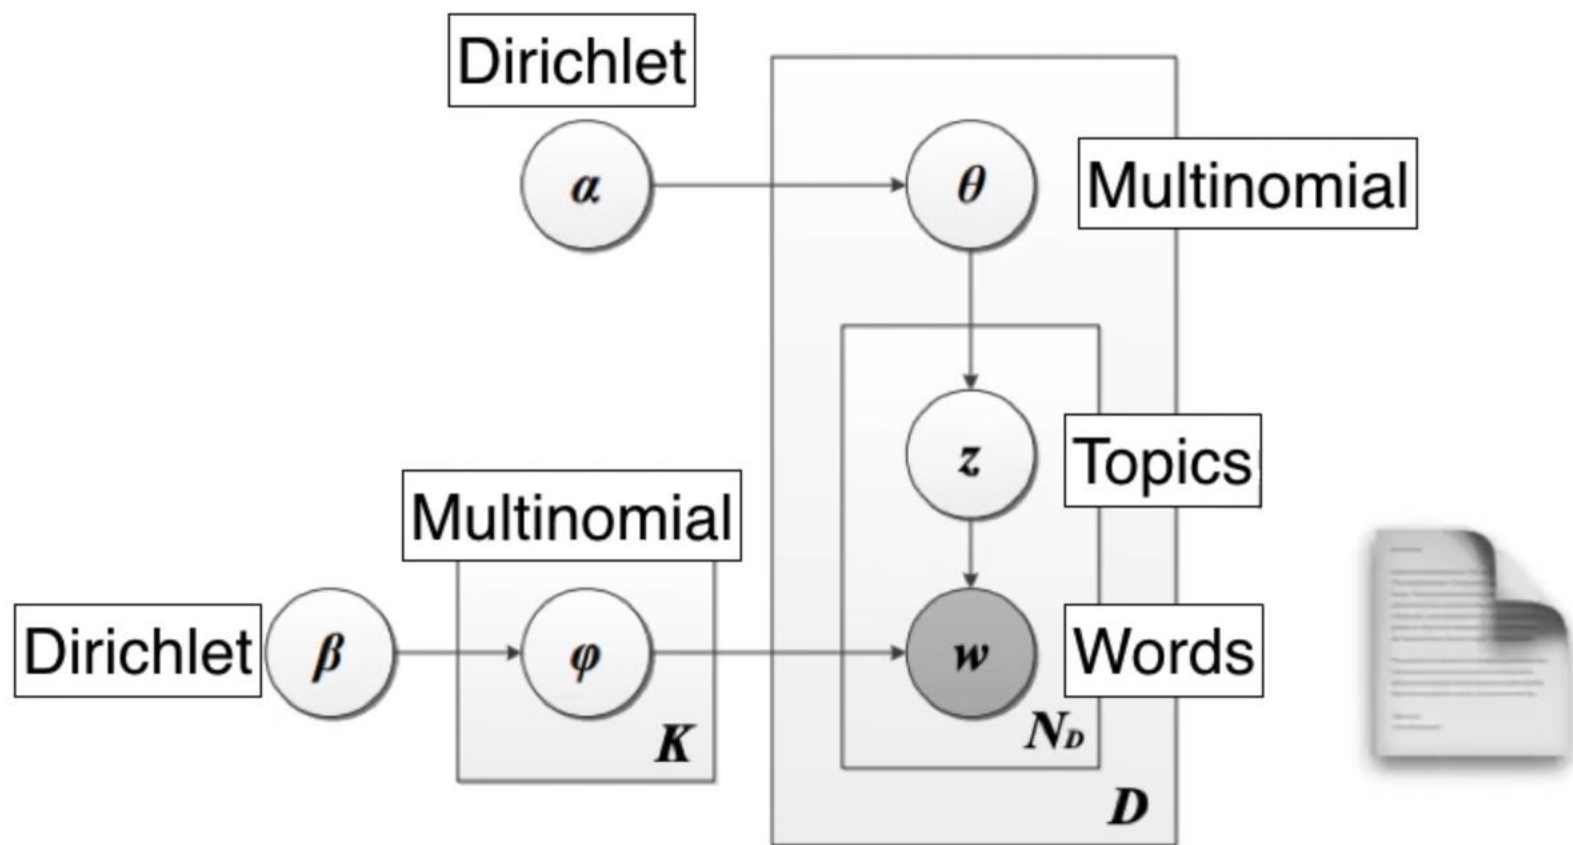 Dirichlet
α
θ
Multinomial
z
Topics
Multinomial
Dirichlet
β
φ
w
Words
K
N_D
D